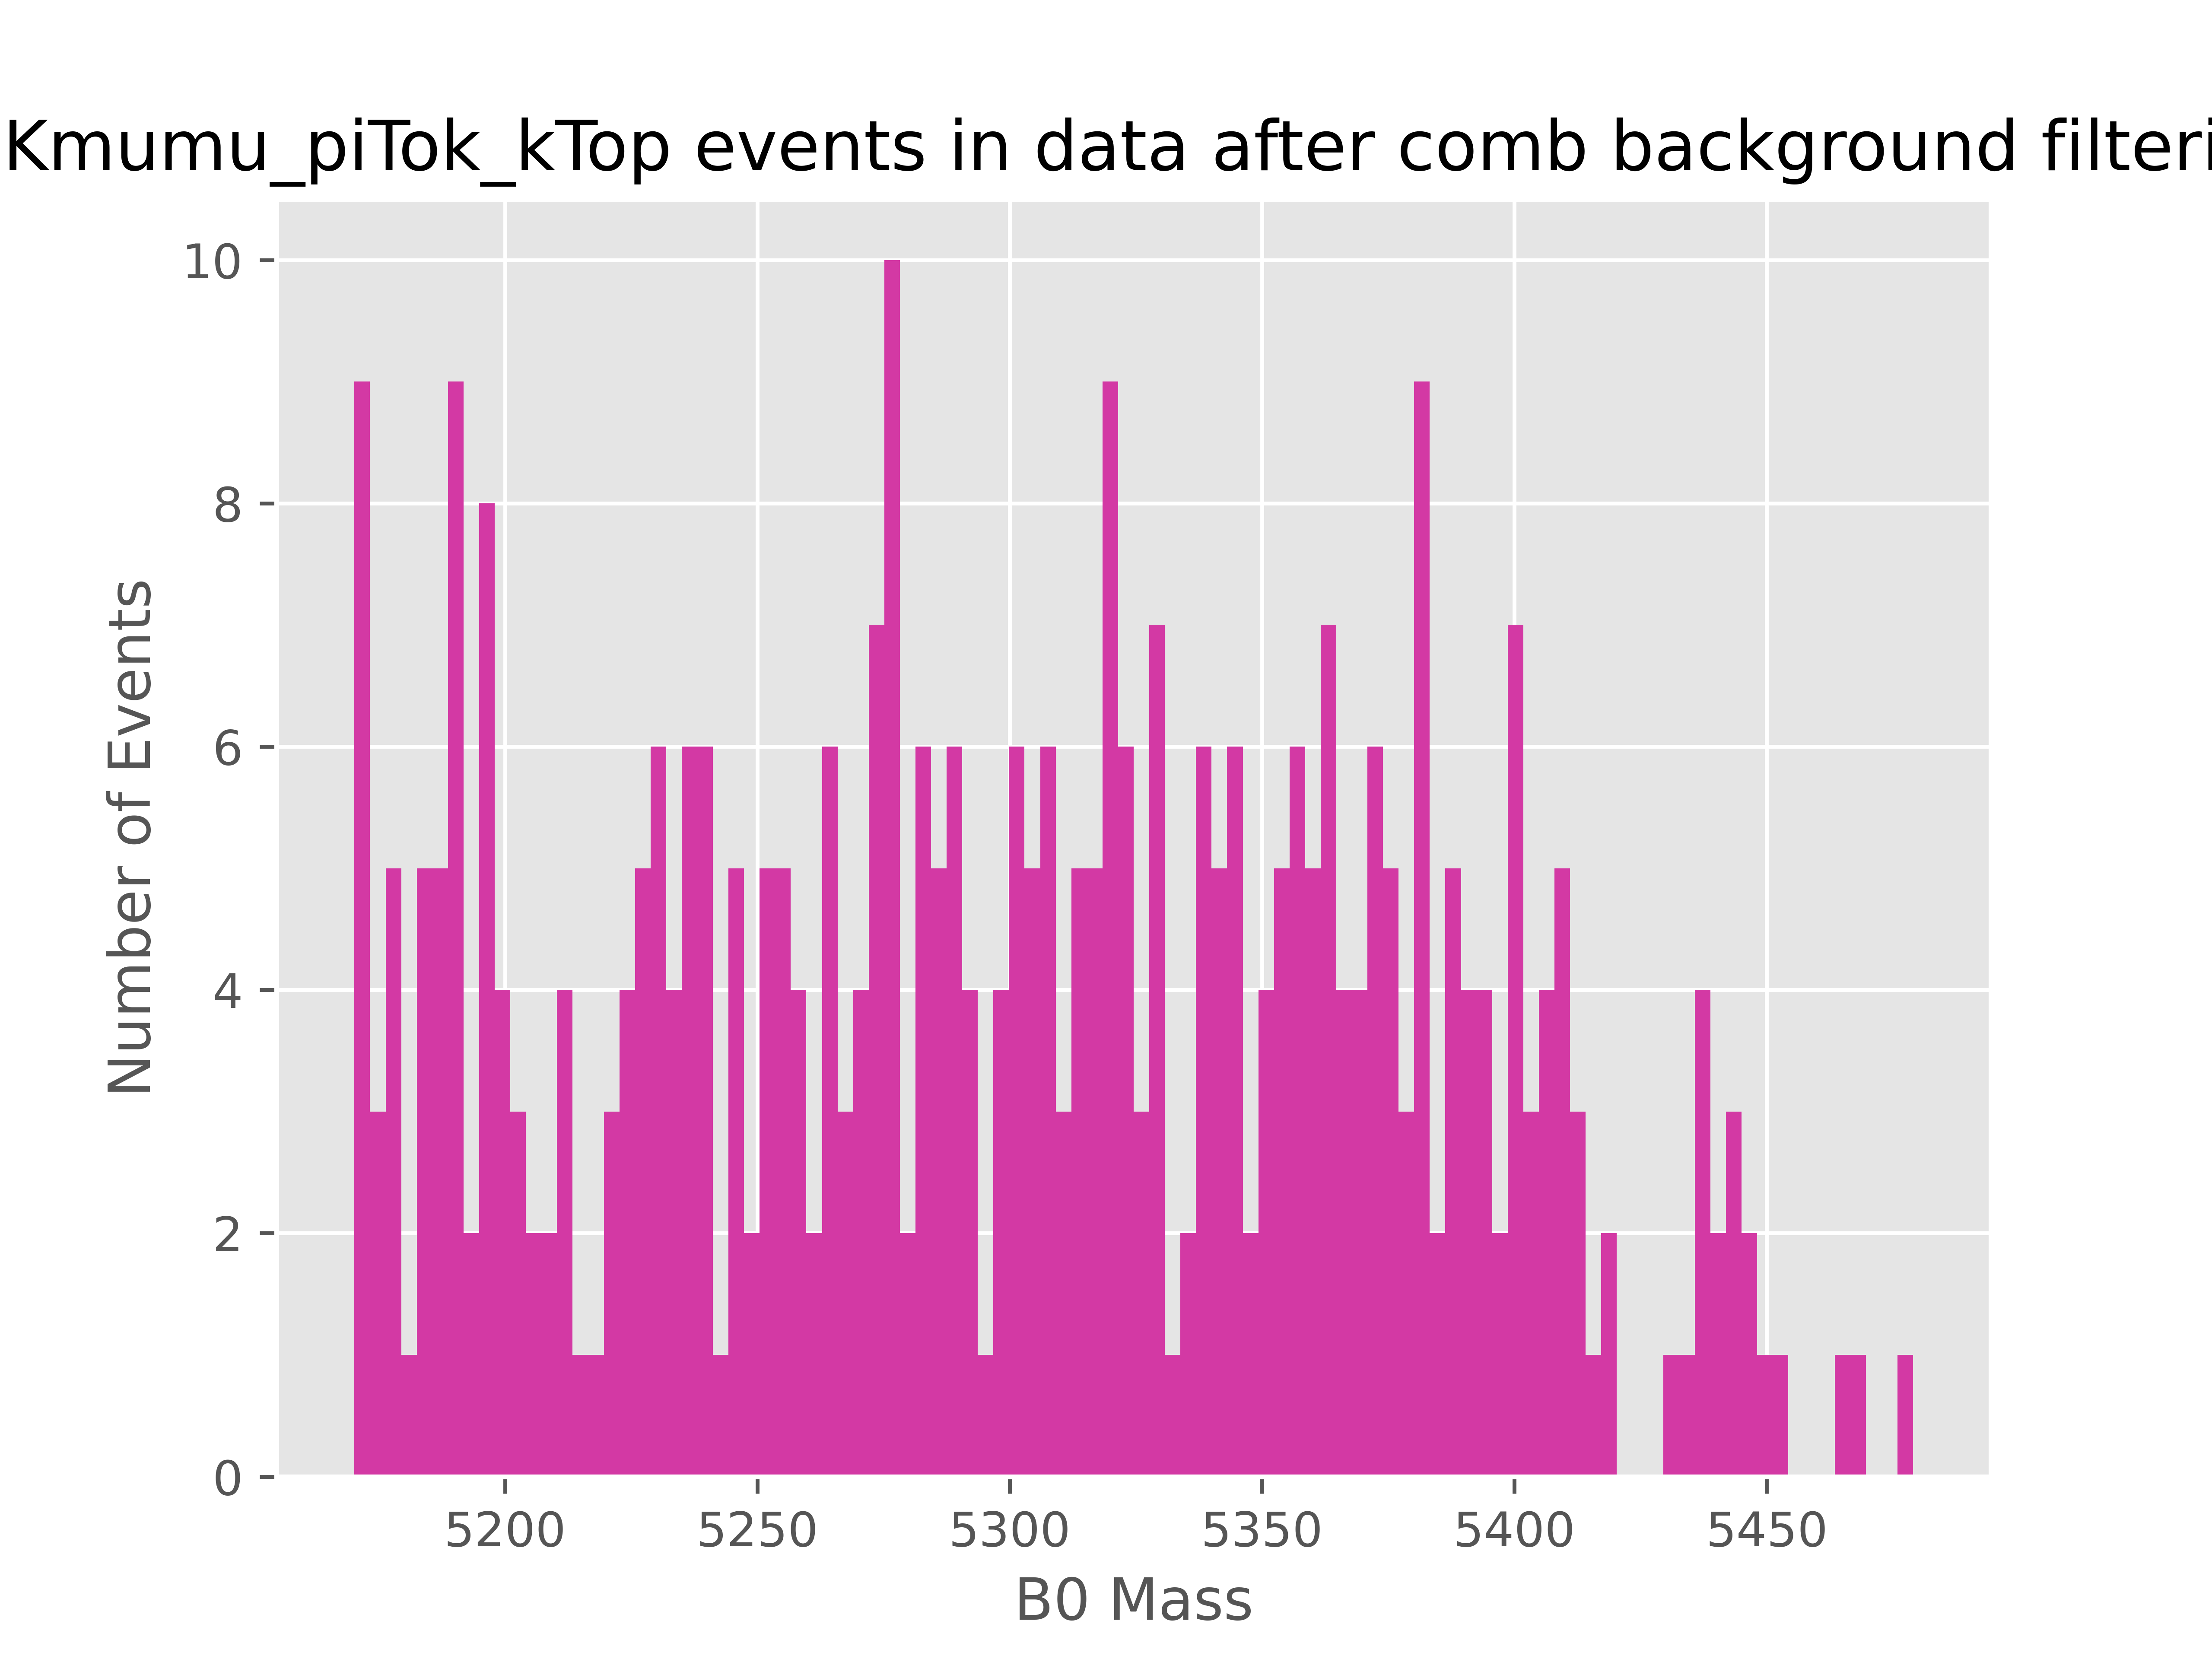 Kmumu_piTok_kTop events in data after comb background filteri
10
8
6
4
2
0
Number of Events
5200 5250 5300 5350 5400 5450
B0 Mass